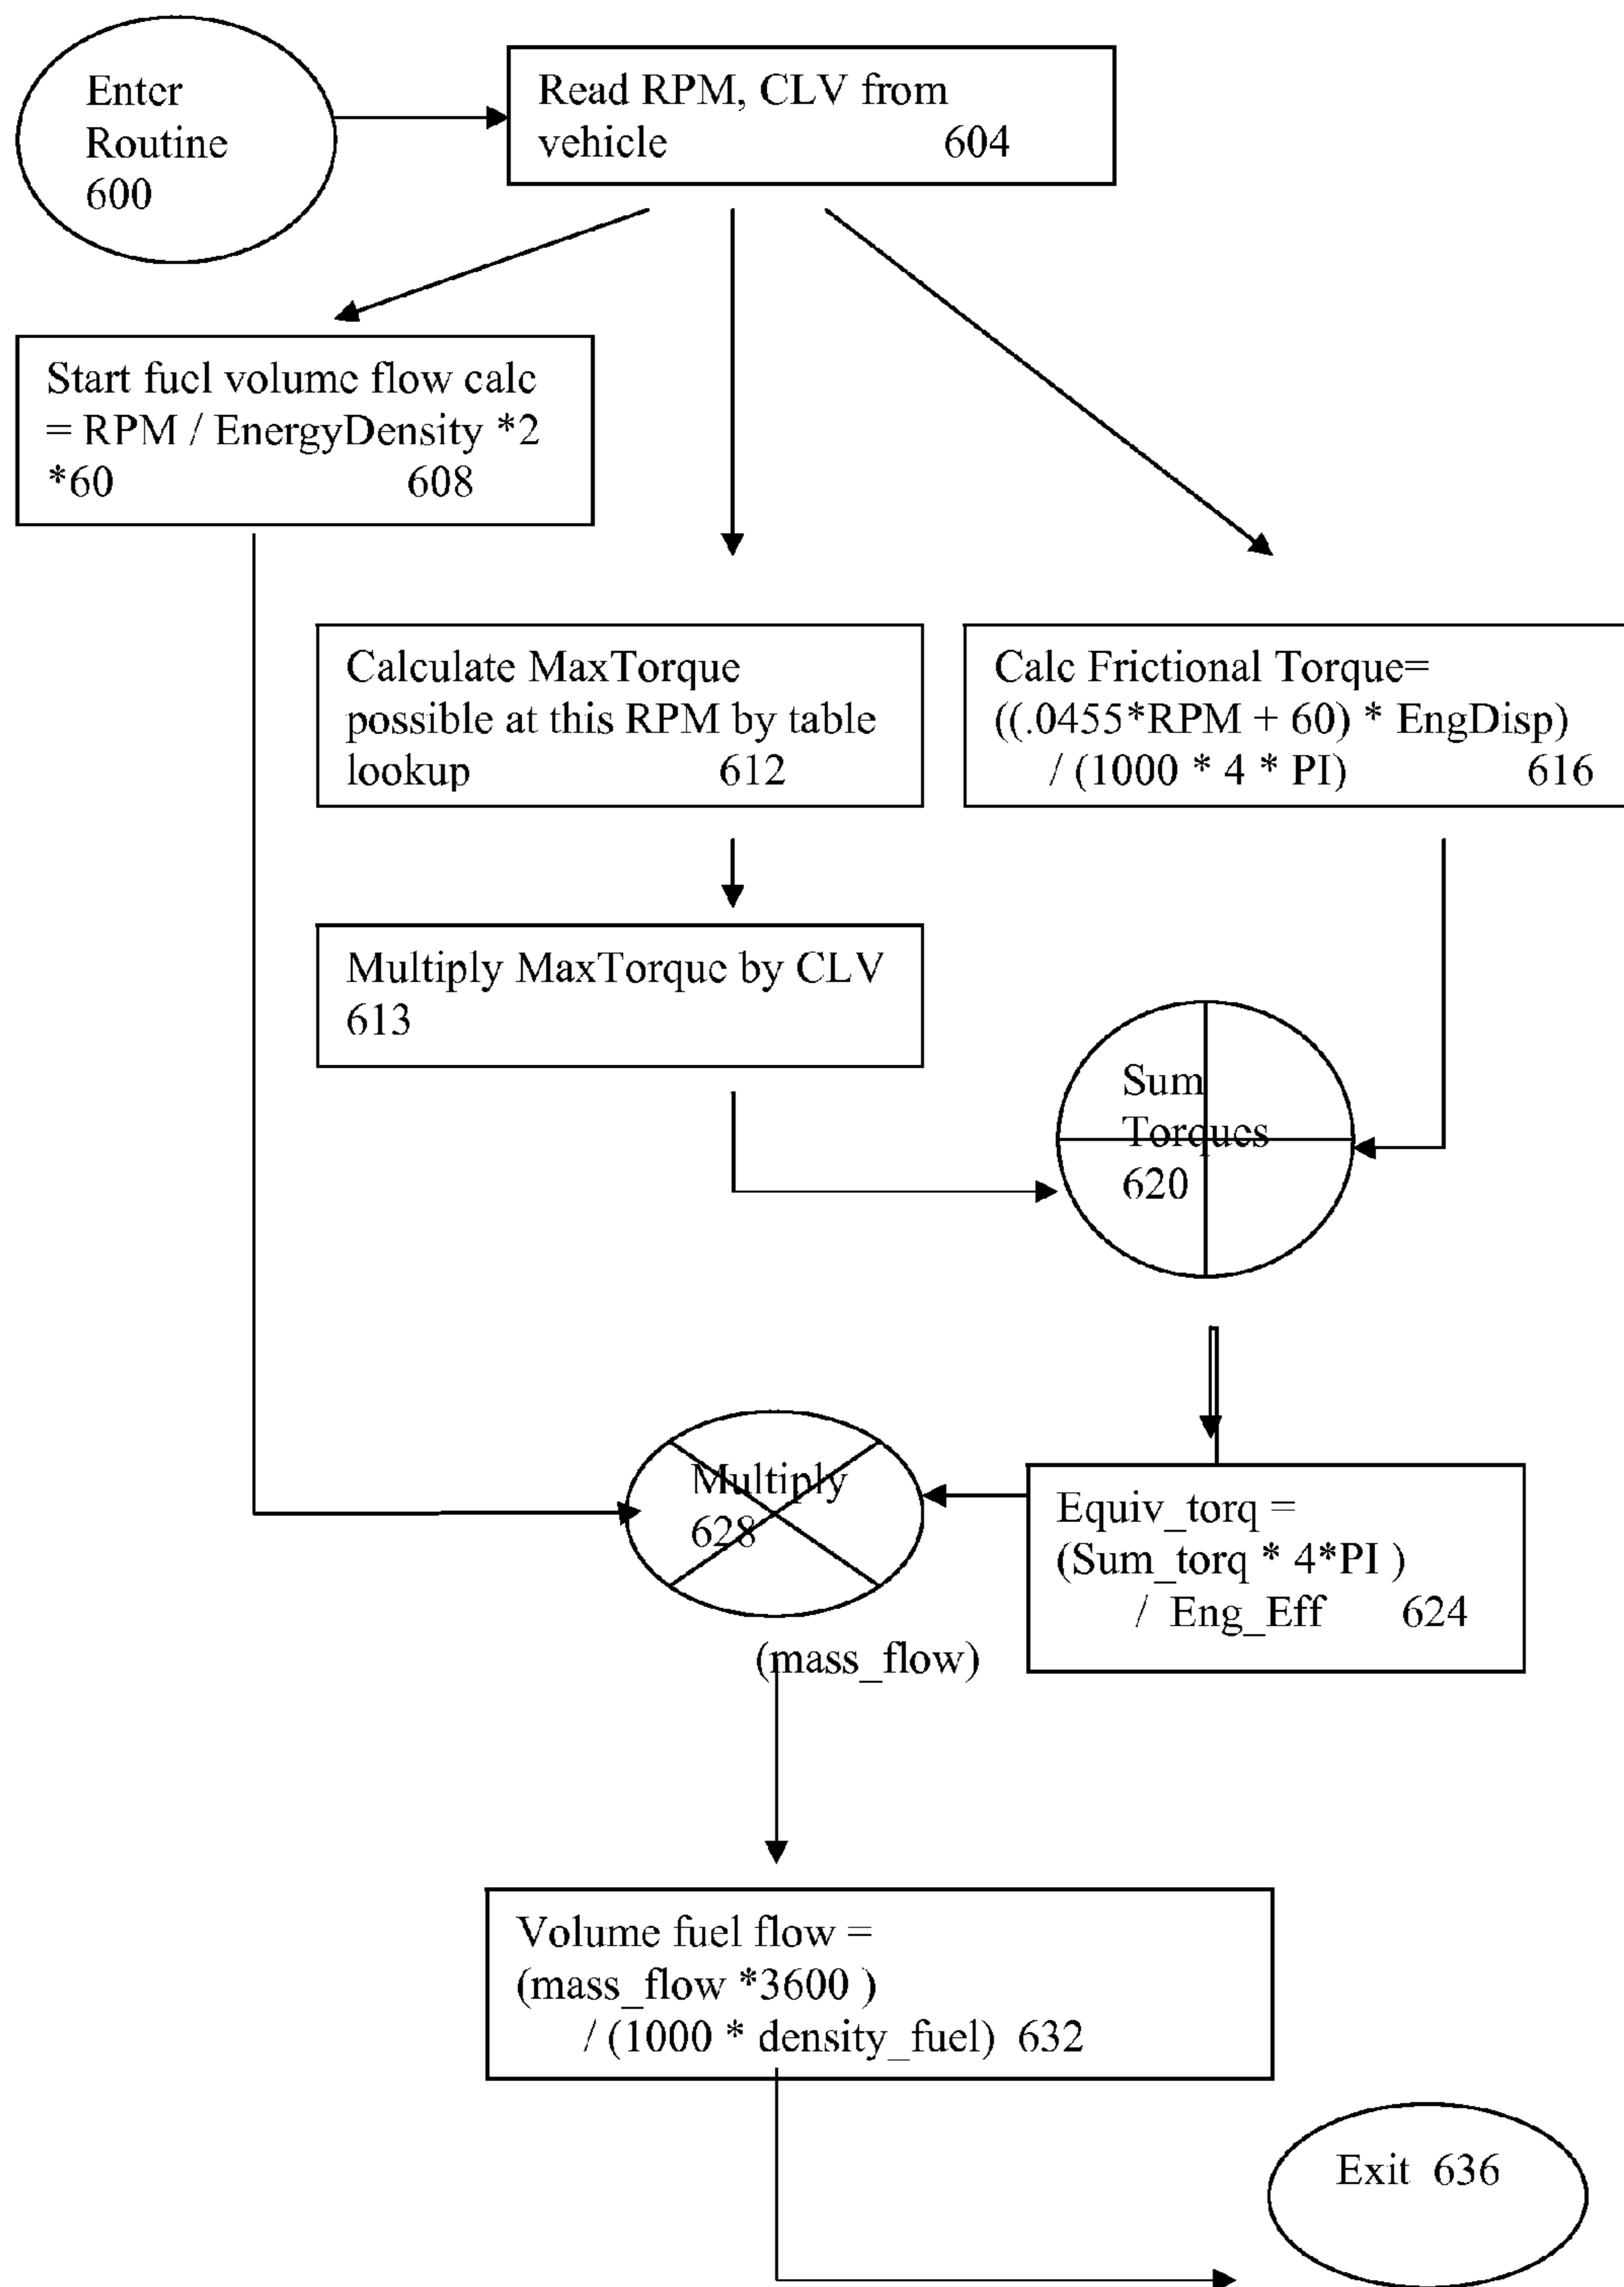 Enter
Routine
600
Read RPM, CLV from
vehicle 604
Start fuel volume flow calc
= RPM / EnergyDensity *2
*60 608
Calculate MaxTorque
possible at this RPM by table
lookup 612
Calc Frictional Torque=
((.0455*RPM + 60) * EngDisp)
/ (1000 * 4 * PI) 616
Multiply MaxTorque by CLV
613
Sum
Torques
620
Multiply
628
Equiv_torq =
(Sum_torq * 4*PI )
/ Eng_Eff 624
(mass_flow)
Volume fuel flow =
(mass_flow *3600 )
/ (1000 * density_fuel) 632
Exit 636